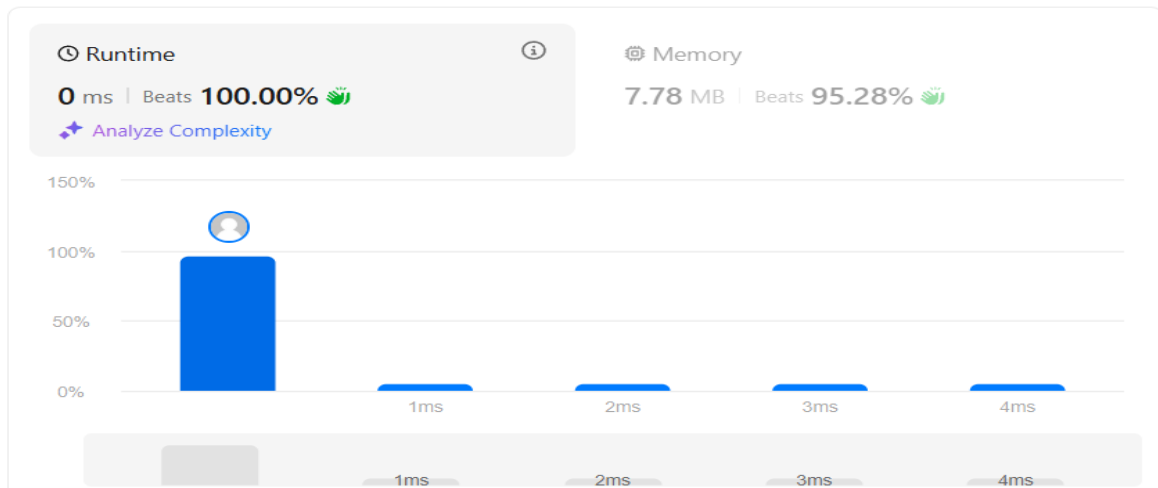 Runtime
0 ms | Beats 100.00%
Analyze Complexity
Memory
7.78 MB | Beats 95.28%
150%
100%
50%
0%
1ms 2ms 3ms 4ms
1ms 2ms 3ms 4ms